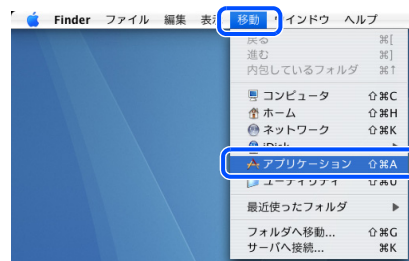 Finder ファイル 編集 表示 移動 ウインドウ ヘルプ
戻る ⌘[
進む ⌘]
内包しているフォルダ ⌘↑
コンピュータ ⇧⌘C
ホーム ⇧⌘H
ネットワーク ⇧⌘K
iDisk
アプリケーション ⇧⌘A
ユーティリティ ⇧⌘U
最近使ったフォルダ ▶
フォルダへ移動... ⇧⌘G
サーバへ接続... ⌘K